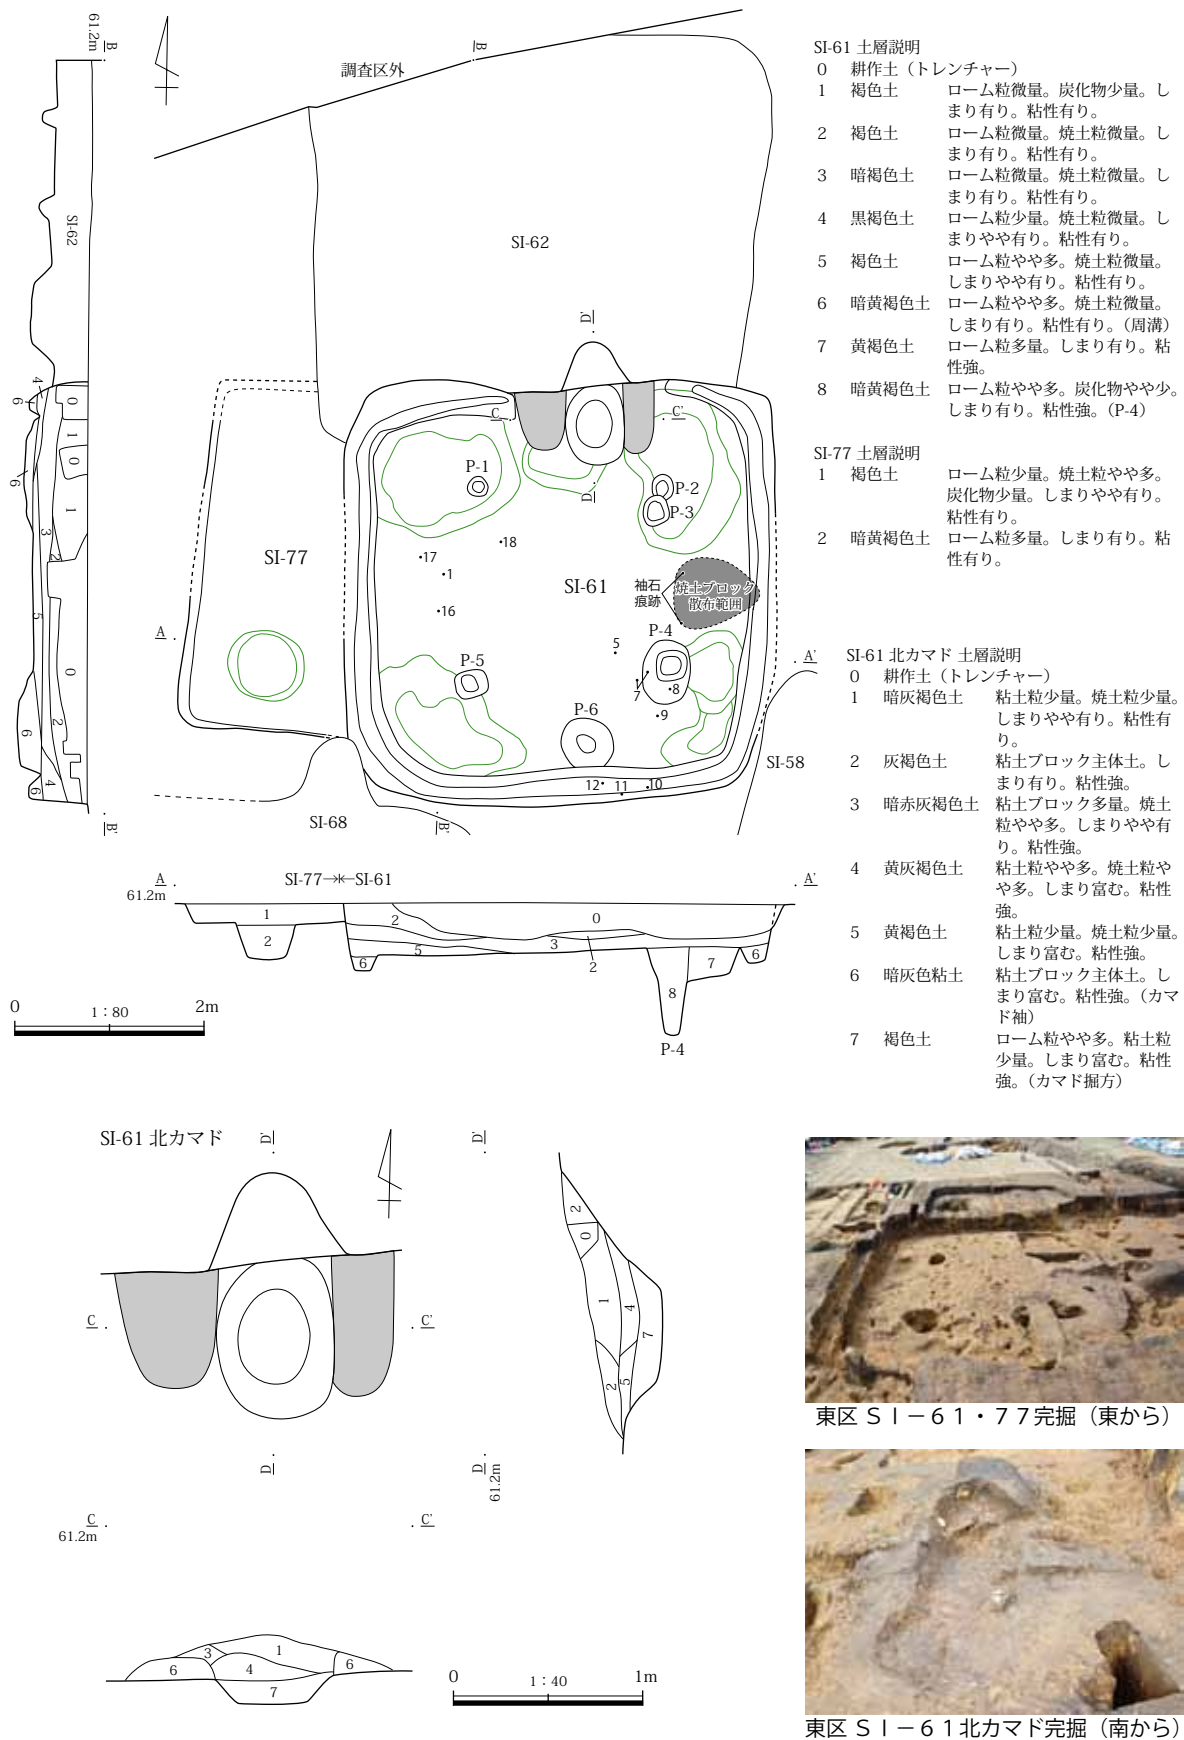 61.2m
B
B
調査区外
SI-62
SI-62
D'
C
C'
D
P-1
P-2
P-3
18
17
1
16
SI-77
SI-61
袖石
痕跡
焼土ブロック
散布範囲
P-4
5
P-5
7
8
9
P-6
12
11
10
A
A'
SI-58
SI-68
B'
B'
4
6
0
1
0
6
1
3
2
5
0
2
6
4
6
A
61.2m
SI-77
SI-61
A'
1
2
2
0
5
3
2
6
7
6
8
P-4
0
1：80
2m
SI-61 土層説明
0 耕作土（トレンチャー）
1 褐色土 ローム粒微量。炭化物少量。し
まり有り。粘性有り。
2 褐色土 ローム粒微量。焼土粒微量。し
まり有り。粘性有り。
3 暗褐色土 ローム粒微量。焼土粒微量。し
まり有り。粘性有り。
4 黒褐色土 ローム粒少量。焼土粒微量。し
まりやや有り。粘性有り。
5 褐色土 ローム粒やや多。焼土粒微量。
しまりやや有り。粘性有り。
6 暗黄褐色土 ローム粒やや多。焼土粒微量。
しまり有り。粘性有り。（周溝）
7 黄褐色土 ローム粒多量。しまり有り。粘
性強。
8 暗黄褐色土 ローム粒やや多。炭化物やや少。
しまり有り。粘性強。（P-4）
SI-77 土層説明
1 褐色土 ローム粒少量。焼土粒やや多。
炭化物少量。しまりやや有り。
粘性有り。
2 暗黄褐色土 ローム粒多量。しまり有り。粘
性有り。
SI-61 北カマド 土層説明
0 耕作土（トレンチャー）
1 暗灰褐色土 粘土粒少量。焼土粒少量。
しまりやや有り。粘性有
り。
2 灰褐色土 粘土ブロック主体土。し
まり有り。粘性強。
3 暗赤灰褐色土 粘土ブロック多量。焼土
粒やや多。しまりやや有
り。粘性強。
4 黄灰褐色土 粘土粒やや多。焼土粒や
や多。しまり富む。粘性
強。
5 黄褐色土 粘土粒少量。焼土粒少量。
しまり富む。粘性強。
6 暗灰色粘土 粘土ブロック主体土。し
まり富む。粘性強。（カマ
ド袖）
7 褐色土 ローム粒やや多。粘土粒
少量。しまり富む。粘性
強。（カマド掘方）
SI-61 北カマド
D'
D'
C
C'
D
D
61.2m
2
0
1
4
7
2
5
C
61.2m
C'
3
1
6
4
6
7
0
1：40
1m
東区 ＳＩ－６１・７７完掘（東から）
東区 ＳＩ－６１北カマド完掘（南から）